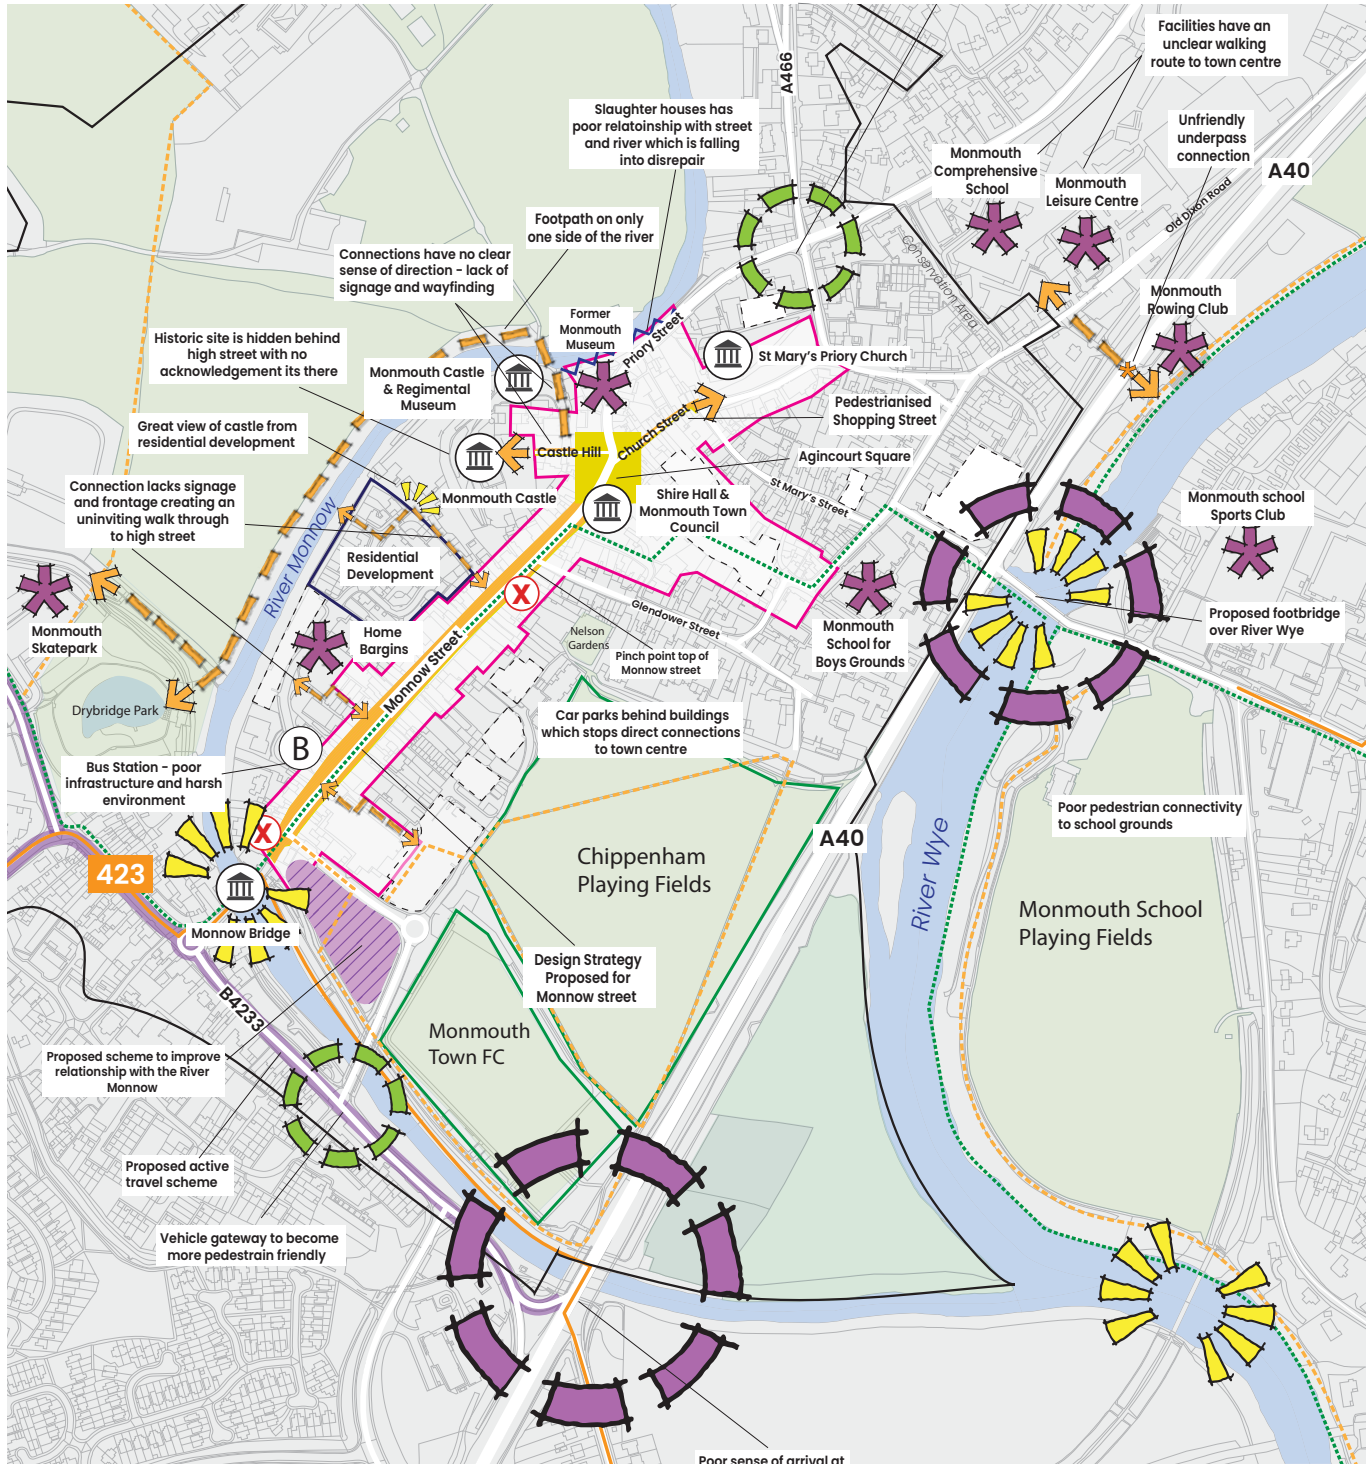 Facilities have an
unclear walking
route to town centre
A466
Slaughter houses has
poor relatoinship with street
and river which is falling
into disrepair
Unfriendly
underpass
connection
A40
Monmouth
Comprehensive
School
Monmouth
Leisure Centre
Old Dixon Road
Footpath on only
one side of the river
Connections have no clear
sense of direction - lack of
signage and wayfinding
Conservation Area
Monmouth
Rowing Club
Former
Monmouth
Museum
Priory Street
Historic site is hidden behind
high street with no
acknowledgement its there
St Mary's Priory Church
Monmouth Castle
& Regimental
Museum
Pedestrianised
Shopping Street
Church Street
Great view of castle from
residential development
Castle Hill
Agincourt Square
Connection lacks signage
and frontage creating an
uninviting walk through
to high street
Monmouth Castle
St Mary's Street
Shire Hall &
Monmouth Town
Council
Monmouth school
Sports Club
River Monnow
Residential
Development
X
Glendower Street
Proposed footbridge
over River Wye
Monmouth
Skatepark
Home
Bargins
Nelson
Gardens
Monmouth
School for
Boys Grounds
Pinch point top of
Monnow street
Monnow Street
Drybridge Park
Car parks behind buildings
which stops direct connections
to town centre
B
Bus Station - poor
infrastructure and harsh
environment
Poor pedestrian connectivity
to school grounds
X
A40
River Wye
423
Chippenham
Playing Fields
Monmouth School
Playing Fields
Monnow Bridge
Design Strategy
Proposed for
Monnow street
B4233
Monmouth
Town FC
Proposed scheme to improve
relationship with the River
Monnow
Proposed active
travel scheme
Vehicle gateway to become
more pedestrain friendly
Poor sense of arrival at